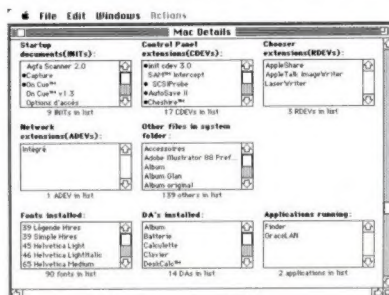 File Edit Windows Actions
Mac Details
Startup documents(INITs):
Agfa Scanner 2.0
●Capture
●On Cue™
On Cue™ v1.3
Options d'accès
9 INITs in list
Control Panel extensions(CDEVs):
●init cdev 3.0
SAM™ Intercept
♦ SCSIProbe
●AutoSave II
●Cheshire™
17 CDEVs in list
Chooser extensions(RDEVs):
AppleShare
AppleTalk ImageWriter
LaserWriter
3 RDEVs in list
Network extensions(ADEVs):
Intégré
1 ADEV in list
Other files in system folder:
Accessoires
Adobe Illustrator 88 Pref...
Album
Album Glan
Album original
139 others in list
Fonts installed:
39 Légende Hires
39 Simple Hires
45 Helvetica Light
46 Helvetica LightItalic
65 Helvetica Medium
90 fonts in list
DA's installed:
Album
Batterie
Calculette
Clavier
DeskCalc™
14 DAs in list
Applications running:
Finder
GraceLAN
2 applications in list